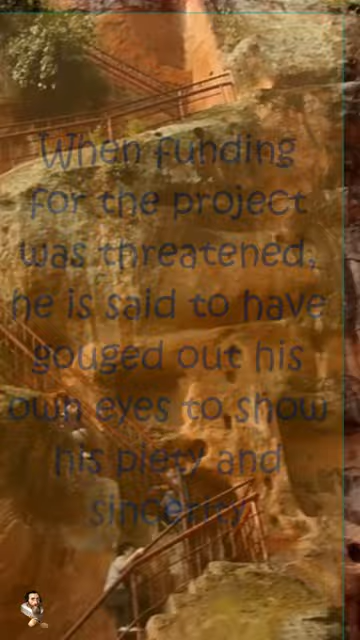 When funding
for the project
was threatened,
he is said to have
gouged out his
own eyes to show
his piety and
sincerity